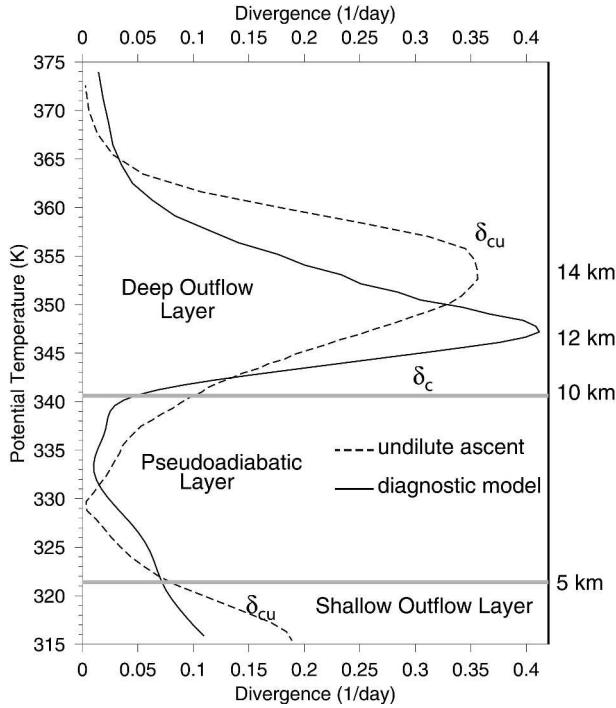 Divergence (1/day)
0 0.05 0.1 0.15 0.2 0.25 0.3 0.35 0.4
375
370
365
360
355
350
345
340
335
330
325
320
315
Potential Temperature (K)
δcu
14 km
Deep Outflow
Layer
12 km
δc
10 km
undilute ascent
Pseudoadiabatic
Layer
diagnostic model
5 km
δcu
Shallow Outflow Layer
0 0.05 0.1 0.15 0.2 0.25 0.3 0.35 0.4
Divergence (1/day)